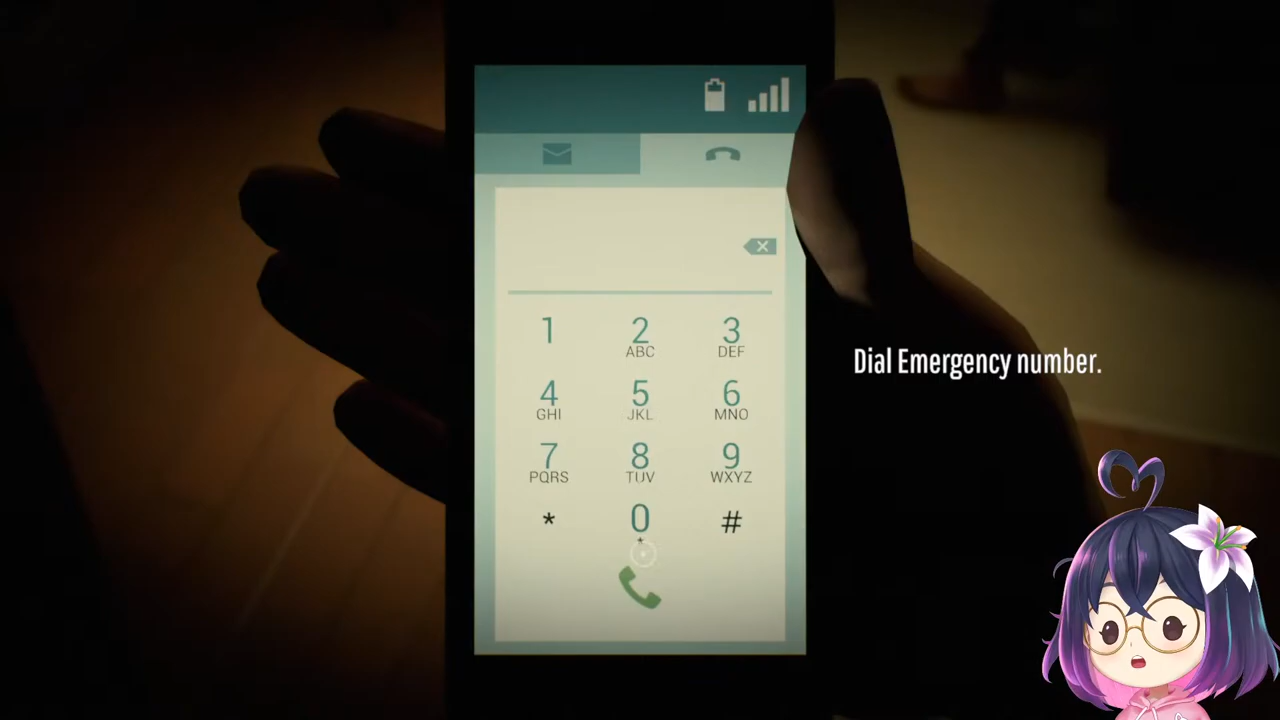 1
2
3
ABC
DEF
4
5
6
GHI
JKL
MNO
7
8
9
PQRS
TUV
WXYZ
*
0
#
Dial Emergency number.